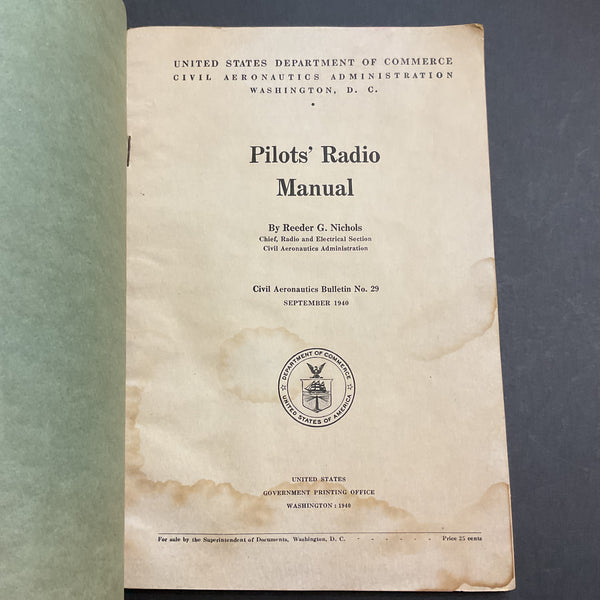 UNITED STATES DEPARTMENT OF COMMERCE
CIVIL AERONAUTICS ADMINISTRATION
WASHINGTON, D. C.
Pilots' Radio
Manual
By Reeder G. Nichols
Chief, Radio and Electrical Section
Civil Aeronautics Administration
Civil Aeronautics Bulletin No. 29
SEPTEMBER 1940
DEPARTMENT OF COMMERCE
UNITED STATES OF AMERICA
UNITED STATES
GOVERNMENT PRINTING OFFICE
WASHINGTON : 1940
For sale by the Superintendent of Documents, Washington, D. C. - - - - - - Price 25 cents